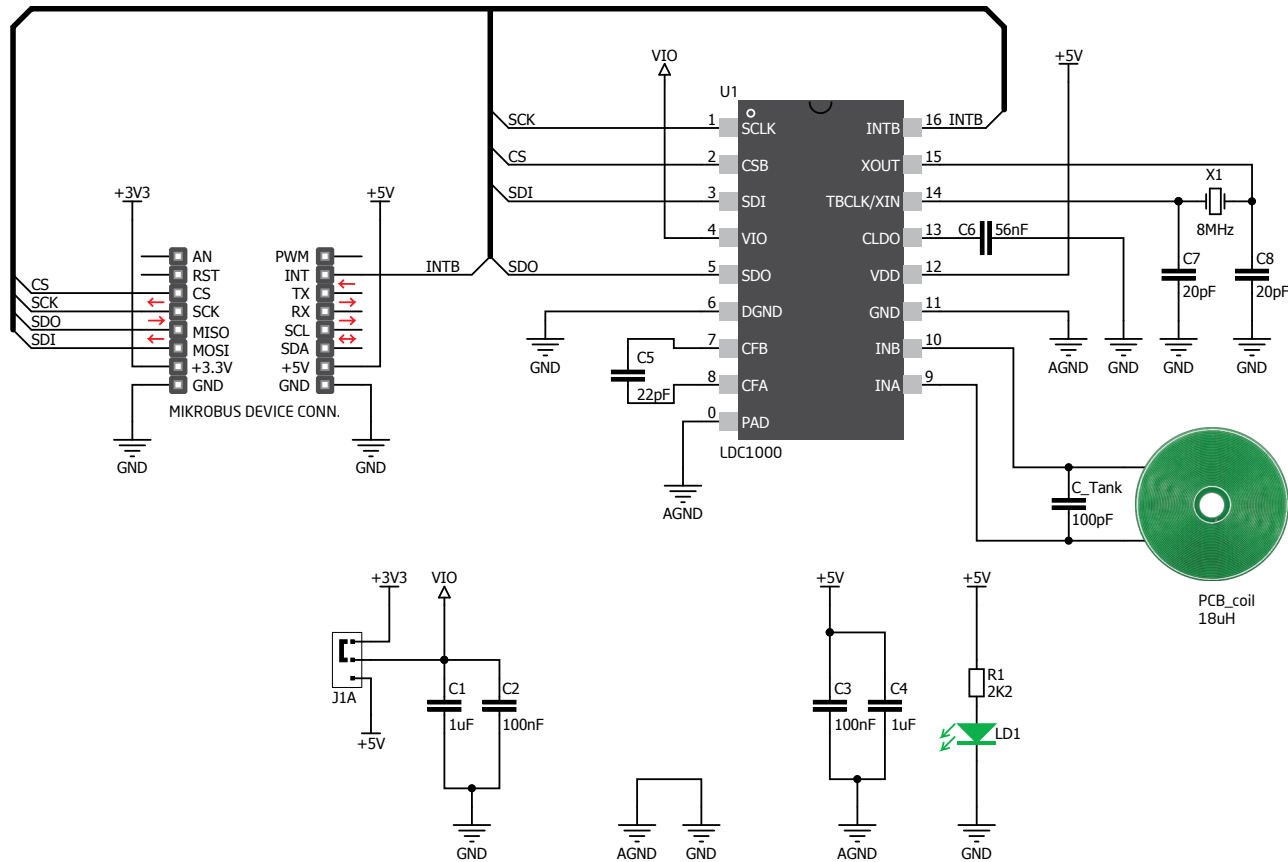 VIO
+5V
U1
SCK
1
SCLK
INTB
16
INTB
CS
2
CSB
XOUT
15
SDI
3
SDI
TBCLK/XIN
14
X1
8MHz
4
VIO
CLDO
13
C6
56nF
SDO
5
SDO
VDD
12
C7
20pF
C8
20pF
6
DGND
GND
11
GND
7
CFB
INB
10
AGND
GND
GND
GND
C5
22pF
8
CFA
INA
9
0
PAD
LDC1000
AGND
+3V3
+5V
AN
PWM
RST
INT
INTB
CS
CS
TX
SCK
SCK
RX
SDO
MISO
SCL
SDI
MOSI
SDA
+3.3V
+5V
GND
GND
MIKROBUS DEVICE CONN.
GND
GND
C_Tank
100pF
PCB_coil
18uH
+3V3
VIO
J1A
+5V
C1
1uF
C2
100nF
GND
AGND
GND
+5V
C3
100nF
C4
1uF
AGND
+5V
R1
2K2
LD1
GND